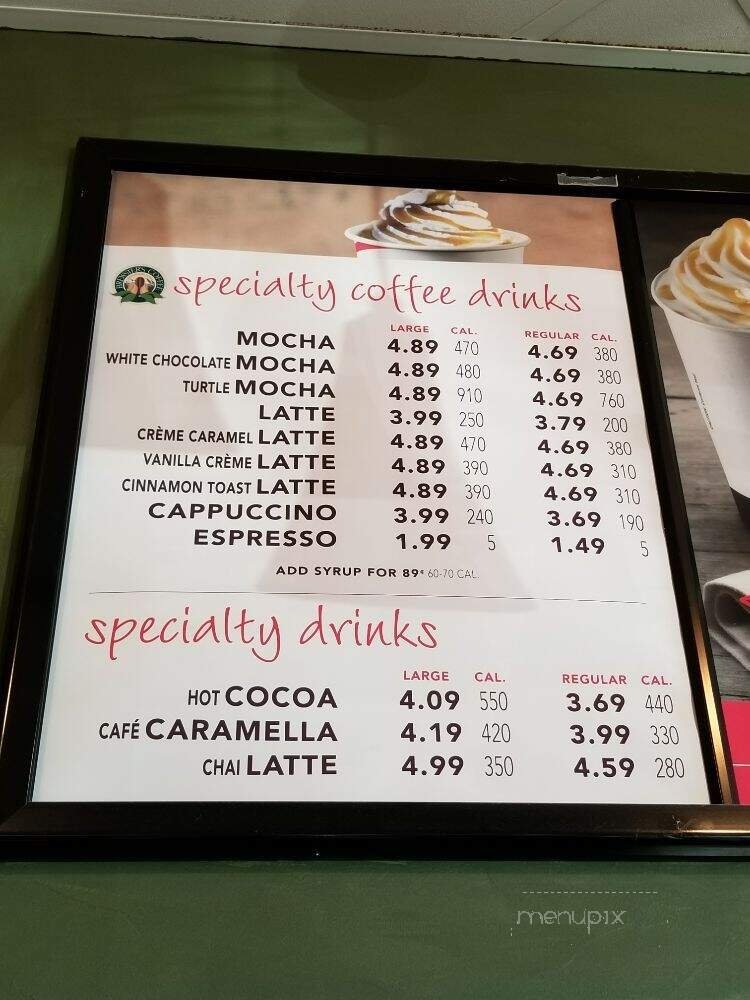 specialty coffee drinks
LARGE CAL. REGULAR CAL.
MOCHA 4.89 470 4.69 380
WHITE CHOCOLATE MOCHA 4.89 480 4.69 380
TURTLE MOCHA 4.89 910 4.69 760
LATTE 3.99 250 3.79 200
CRÈME CARAMEL LATTE 4.89 470 4.69 380
VANILLA CRÈME LATTE 4.89 390 4.69 310
CINNAMON TOAST LATTE 4.89 390 4.69 310
CAPPUCCINO 3.99 240 3.69 190
ESPRESSO 1.99 5 1.49 5
ADD SYRUP FOR 89¢ 60-70 CAL.
specialty drinks
LARGE CAL. REGULAR CAL.
HOT COCOA 4.09 550 3.69 440
CAFÉ CARAMELLA 4.19 420 3.99 330
CHAI LATTE 4.99 350 4.59 280
menupix